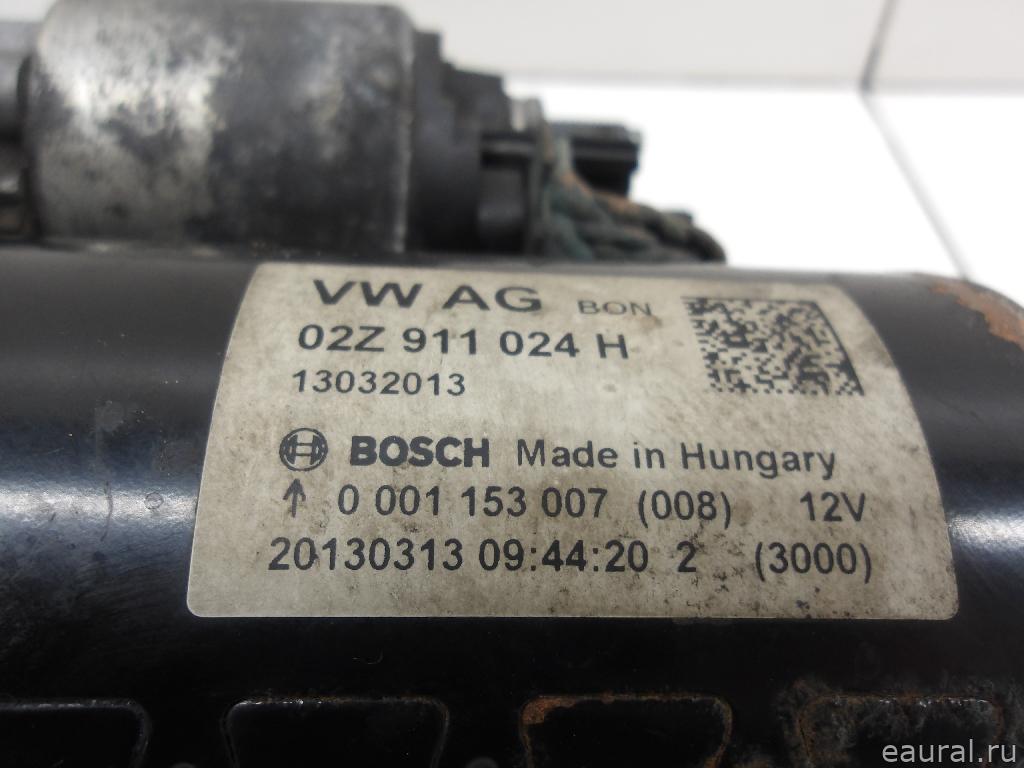 VW AG BON
02Z 911 024 H
13032013
BOSCH Made in Hungary
↑ 0 001 153 007 (008) 12V
20130313 09:44:20 2 (3000)
eaural.ru